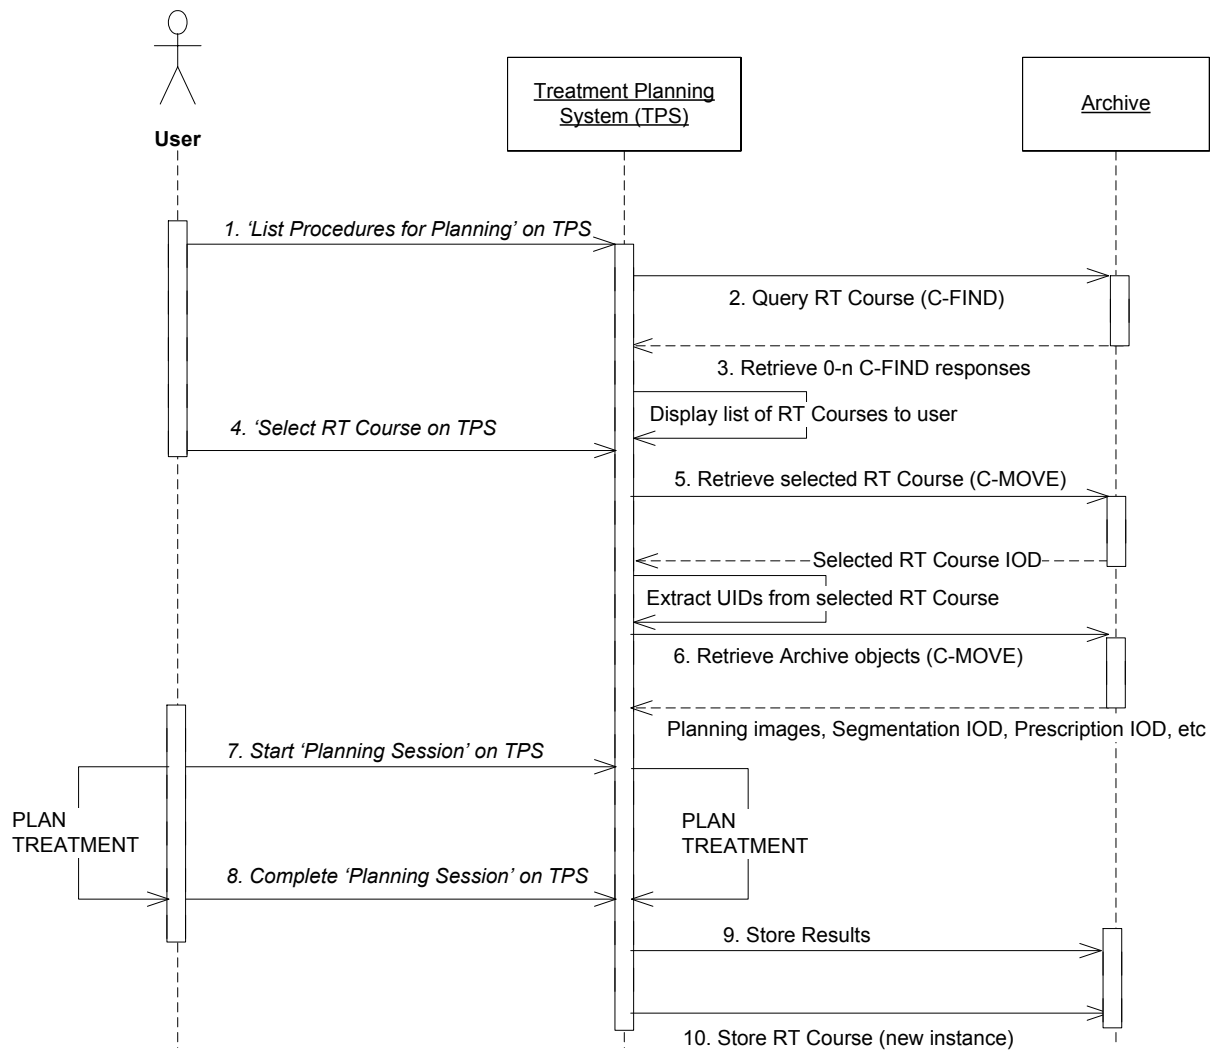 Treatment Planning
System (TPS)
Archive
User
1. ‘List Procedures for Planning’ on TPS
2. Query RT Course (C-FIND)
3. Retrieve 0-n C-FIND responses
Display list of RT Courses to user
4. ‘Select RT Course on TPS
5. Retrieve selected RT Course (C-MOVE)
Selected RT Course IOD
Extract UIDs from selected RT Course
6. Retrieve Archive objects (C-MOVE)
Planning images, Segmentation IOD, Prescription IOD, etc
7. Start ‘Planning Session’ on TPS
PLAN
TREATMENT
PLAN
TREATMENT
8. Complete ‘Planning Session’ on TPS
9. Store Results
10. Store RT Course (new instance)